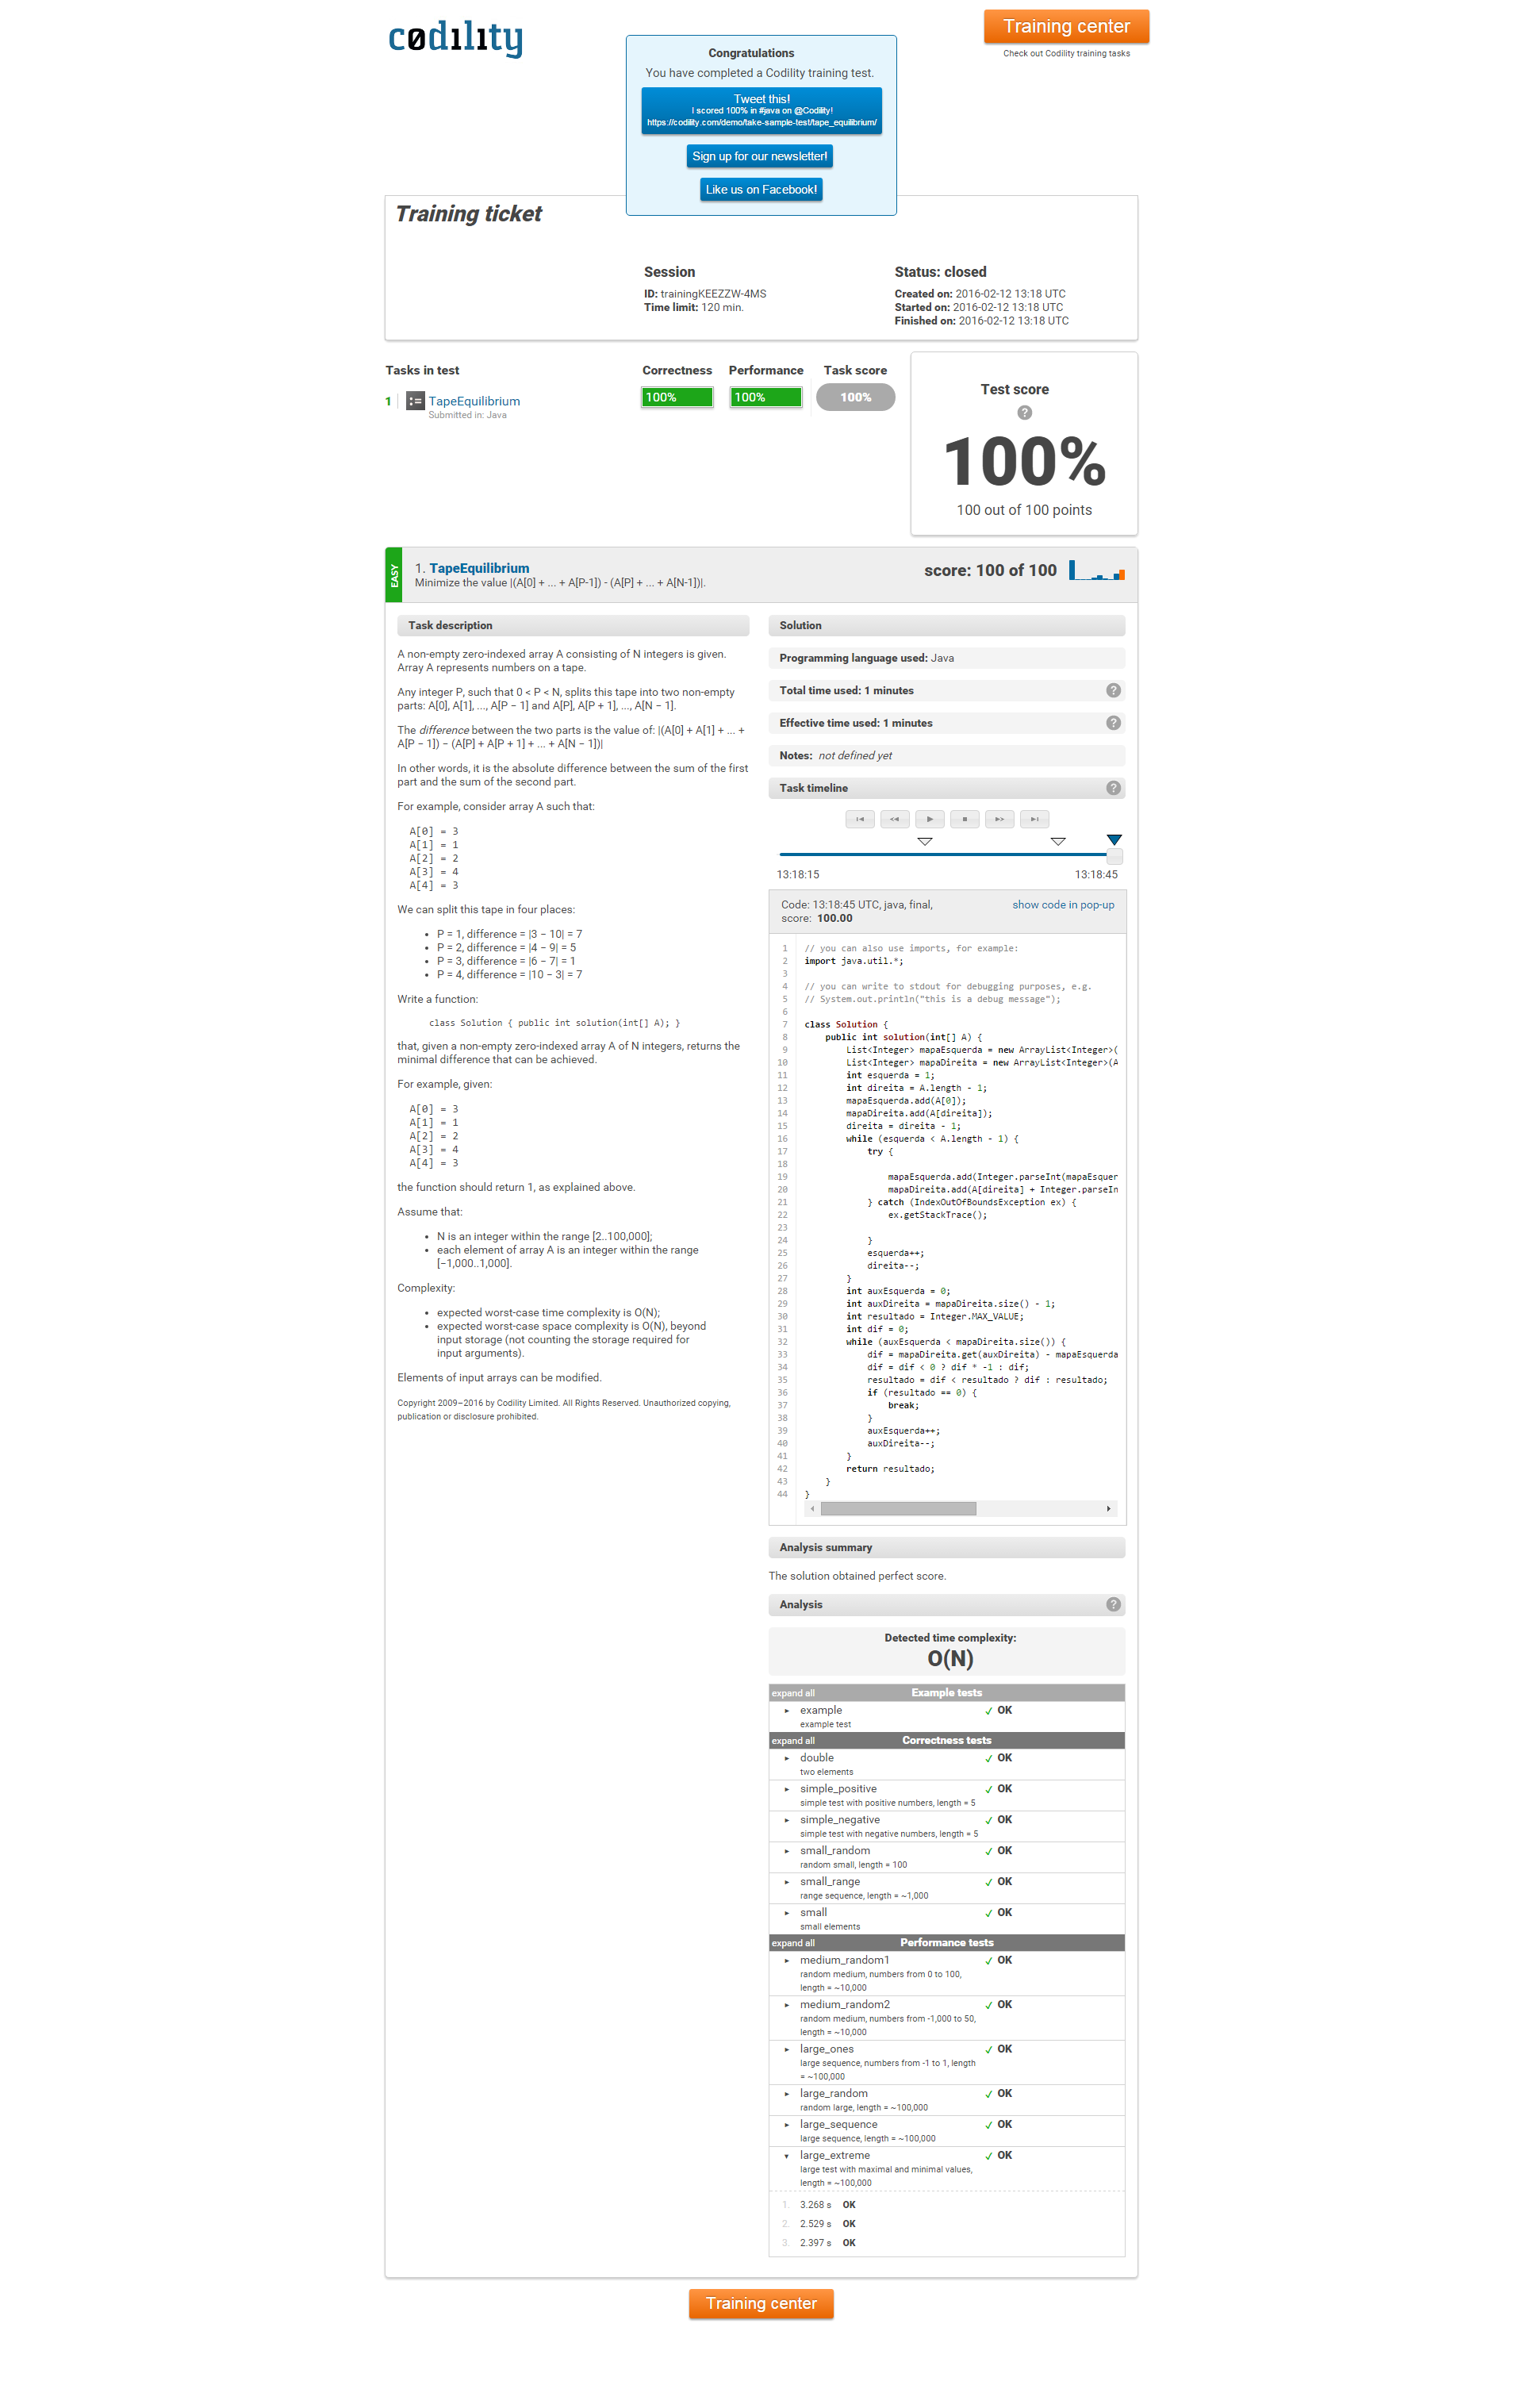 codility
Training center
Check out Codility training tasks
Congratulations
You have completed a Codility training test.
Tweet this!
I scored 100% in #java on @Codility!
https://codility.com/demo/take-sample-test/tape_equilibrium/
Sign up for our newsletter!
Like us on Facebook!
Training ticket
Session
ID: trainingKEEZZW-4MS
Time limit: 120 min.
Status: closed
Created on: 2016-02-12 13:18 UTC
Started on: 2016-02-12 13:18 UTC
Finished on: 2016-02-12 13:18 UTC
Tasks in test
Correctness
Performance
Task score
1
TapeEquilibrium
Submitted in: Java
100%
100%
100%
Test score
?
100%
100 out of 100 points
EASY
1. TapeEquilibrium
Minimize the value |(A[0] + ... + A[P-1]) - (A[P] + ... + A[N-1])|.
score: 100 of 100
Task description
A non-empty zero-indexed array A consisting of N integers is given.
Array A represents numbers on a tape.
Any integer P, such that 0 < P < N, splits this tape into two non-empty
parts: A[0], A[1], ..., A[P − 1] and A[P], A[P + 1], ..., A[N − 1].
The difference between the two parts is the value of: |(A[0] + A[1] + ... +
A[P − 1]) − (A[P] + A[P + 1] + ... + A[N − 1])|
In other words, it is the absolute difference between the sum of the first
part and the sum of the second part.
For example, consider array A such that:
A[0] = 3
A[1] = 1
A[2] = 2
A[3] = 4
A[4] = 3
We can split this tape in four places:
• P = 1, difference = |3 − 10| = 7
• P = 2, difference = |4 − 9| = 5
• P = 3, difference = |6 − 7| = 1
• P = 4, difference = |10 − 3| = 7
Write a function:
class Solution { public int solution(int[] A); }
that, given a non-empty zero-indexed array A of N integers, returns the
minimal difference that can be achieved.
For example, given:
A[0] = 3
A[1] = 1
A[2] = 2
A[3] = 4
A[4] = 3
the function should return 1, as explained above.
Assume that:
• N is an integer within the range [2..100,000];
• each element of array A is an integer within the range
[−1,000..1,000].
Complexity:
• expected worst-case time complexity is O(N);
• expected worst-case space complexity is O(N), beyond
input storage (not counting the storage required for
input arguments).
Elements of input arrays can be modified.
Copyright 2009–2016 by Codility Limited. All Rights Reserved. Unauthorized copying,
publication or disclosure prohibited.
Solution
Programming language used: Java
Total time used: 1 minutes ?
Effective time used: 1 minutes ?
Notes: not defined yet
Task timeline ?
13:18:15
13:18:45
Code: 13:18:45 UTC, java, final,
score: 100.00
show code in pop-up
1 // you can also use imports, for example:
2 import java.util.*;
3
4 // you can write to stdout for debugging purposes, e.g.
5 // System.out.println("this is a debug message");
6
7 class Solution {
8 public int solution(int[] A) {
9 List<Integer> mapaEsquerda = new ArrayList<Integer>(
10 List<Integer> mapaDireita = new ArrayList<Integer>(A
11 int esquerda = 1;
12 int direita = A.length - 1;
13 mapaEsquerda.add(A[0]);
14 mapaDireita.add(A[direita]);
15 direita = direita - 1;
16 while (esquerda < A.length - 1) {
17 try {
18
19 mapaEsquerda.add(Integer.parseInt(mapaEsquer
20 mapaDireita.add(A[direita] + Integer.parseIn
21 } catch (IndexOutOfBoundsException ex) {
22 ex.getStackTrace();
23
24 }
25 esquerda++;
26 direita--;
27 }
28 int auxEsquerda = 0;
29 int auxDireita = mapaDireita.size() - 1;
30 int resultado = Integer.MAX_VALUE;
31 int dif = 0;
32 while (auxEsquerda < mapaDireita.size()) {
33 dif = mapaDireita.get(auxDireita) - mapaEsquerda
34 dif = dif < 0 ? dif * -1 : dif;
35 resultado = dif < resultado ? dif : resultado;
36 if (resultado == 0) {
37 break;
38 }
39 auxEsquerda++;
40 auxDireita--;
41 }
42 return resultado;
43 }
44 }
Analysis summary
The solution obtained perfect score.
Analysis ?
Detected time complexity:
O(N)
expand all Example tests
example ✓ OK
example test
expand all Correctness tests
double ✓ OK
two elements
simple_positive ✓ OK
simple test with positive numbers, length = 5
simple_negative ✓ OK
simple test with negative numbers, length = 5
small_random ✓ OK
random small, length = 100
small_range ✓ OK
range sequence, length = ~1,000
small ✓ OK
small elements
expand all Performance tests
medium_random1 ✓ OK
random medium, numbers from 0 to 100,
length = ~10,000
medium_random2 ✓ OK
random medium, numbers from -1,000 to 50,
length = ~10,000
large_ones ✓ OK
large sequence, numbers from -1 to 1, length
= ~100,000
large_random ✓ OK
random large, length = ~100,000
large_sequence ✓ OK
large sequence, length = ~100,000
large_extreme ✓ OK
large test with maximal and minimal values,
length = ~100,000
1. 3.268 s OK
2. 2.529 s OK
3. 2.397 s OK
Training center